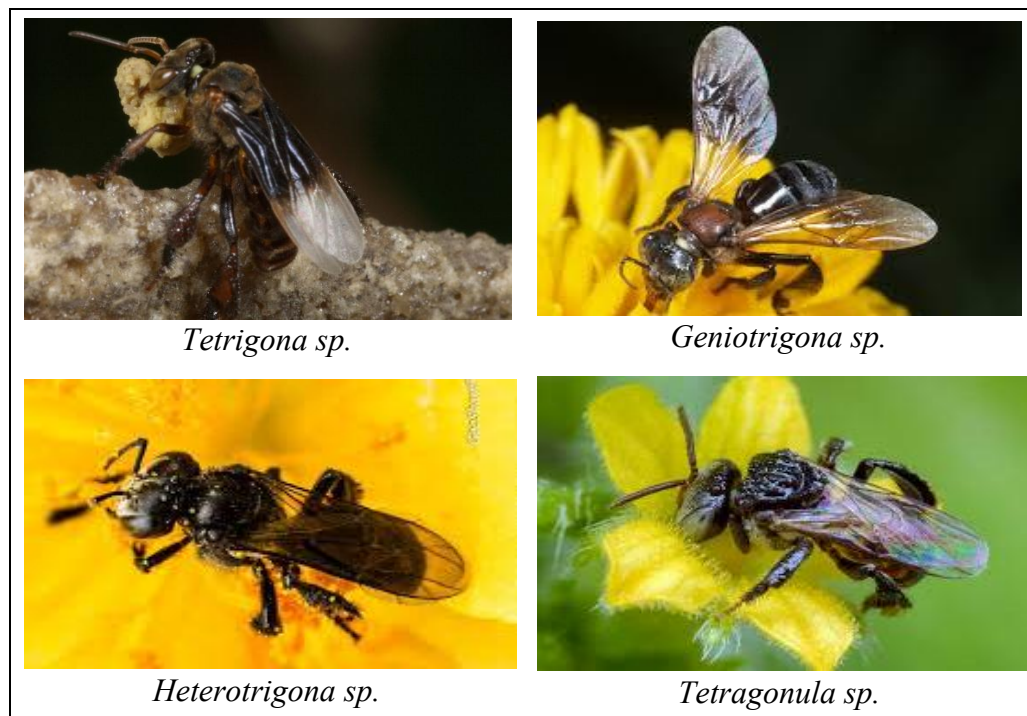 Tetrigona sp.
Geniotrigona sp.
Heterotrigona sp.
Tetragonula sp.